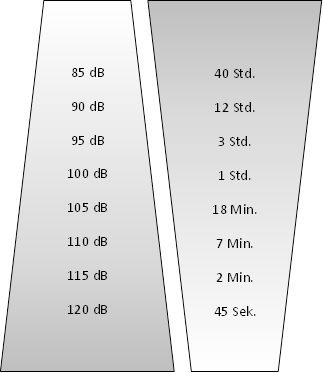 85 dB 40 Std.
90 dB 12 Std.
95 dB 3 Std.
100 dB 1 Std.
105 dB 18 Min.
110 dB 7 Min.
115 dB 2 Min.
120 dB 45 Sek.